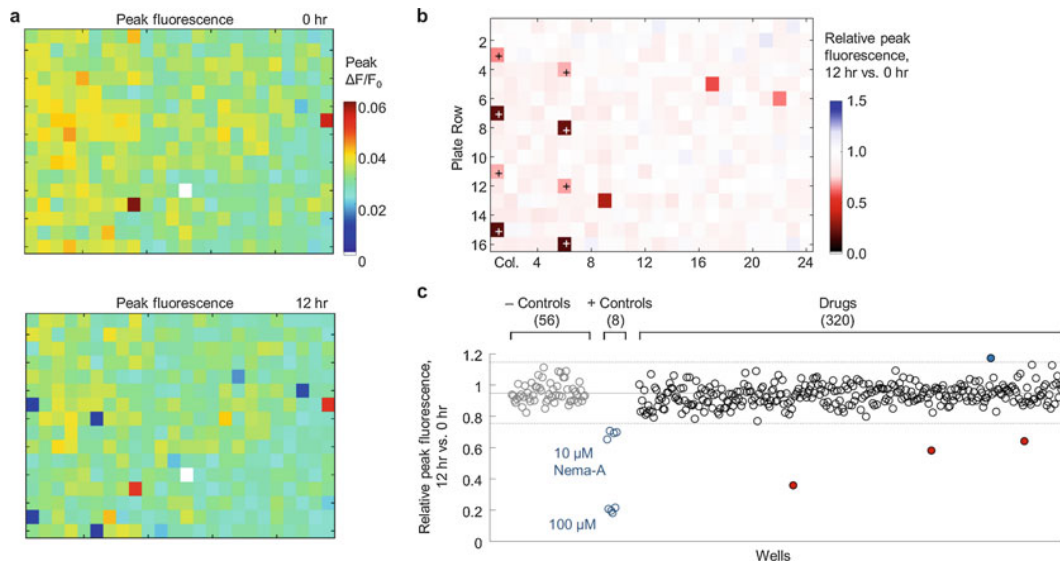 a
Peak fluorescence
0 hr
Peak
ΔF/F₀
0.06
0.04
0.02
0
Peak fluorescence
12 hr
b
Plate Row
2
4
6
8
10
12
14
16
Col.
4
8
12
16
20
24
Relative peak
fluorescence,
12 hr vs. 0 hr
1.5
1.0
0.5
0.0
c
– Controls
(56)
+ Controls
(8)
Drugs
(320)
Relative peak fluorescence,
12 hr vs. 0 hr
1.2
1
0.8
0.6
0.4
0.2
0
10 µM
Nema-A
100 µM
Wells